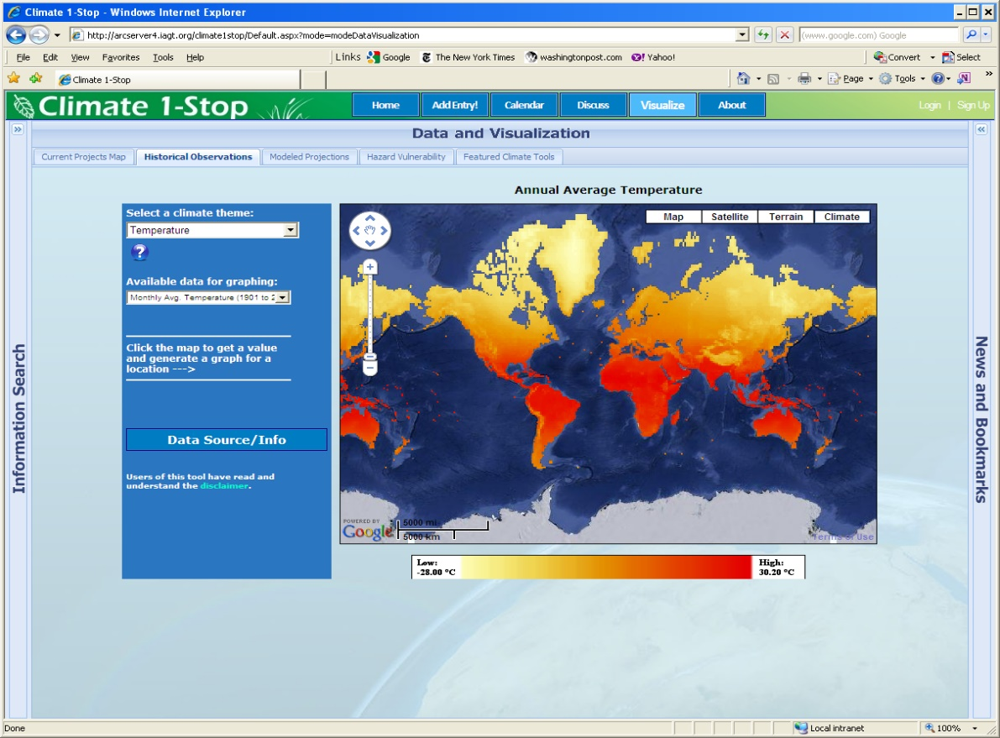 Climate 1-Stop - Windows Internet Explorer
http://arcserver4.iagt.org/climate1stop/Default.aspx?mode=modeDataVisualization
(www.google.com) Google
File Edit View Favorites Tools Help
Links Google The New York Times washingtonpost.com Yahoo!
Convert Select
Climate 1-Stop
Page Tools
Climate 1-Stop
Home Add Entry! Calendar Discuss Visualize About
Login | Sign Up
Data and Visualization
Current Projects Map Historical Observations Modeled Projections Hazard Vulnerability Featured Climate Tools
Information Search
Select a climate theme:
Temperature
?
Available data for graphing:
Monthly Avg. Temperature (1901 to 2
Click the map to get a value
and generate a graph for a
location --->
Data Source/Info
Users of this tool have read and
understand the disclaimer.
Annual Average Temperature
Map Satellite Terrain Climate
POWERED BY
Google
5000 mi
5000 km
Terms of Use
Low:
-28.00 °C
High:
30.20 °C
News and Bookmarks
Done
Local intranet
100%